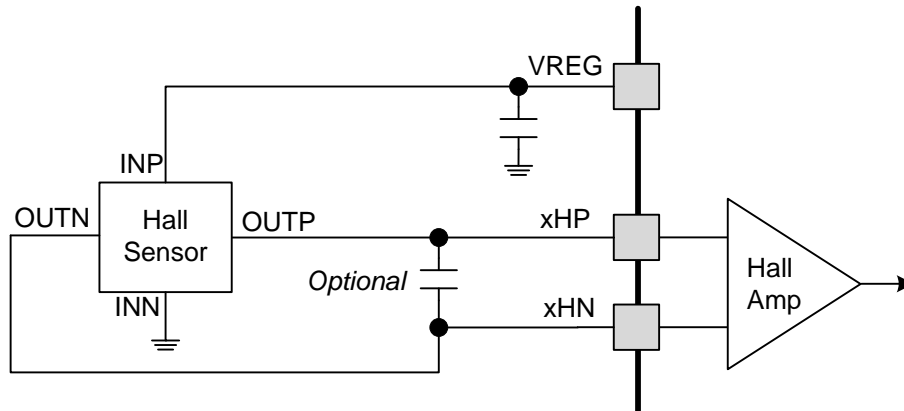 VREG
INP
OUTN
Hall
Sensor
OUTP
INN
Optional
xHP
xHN
Hall
Amp